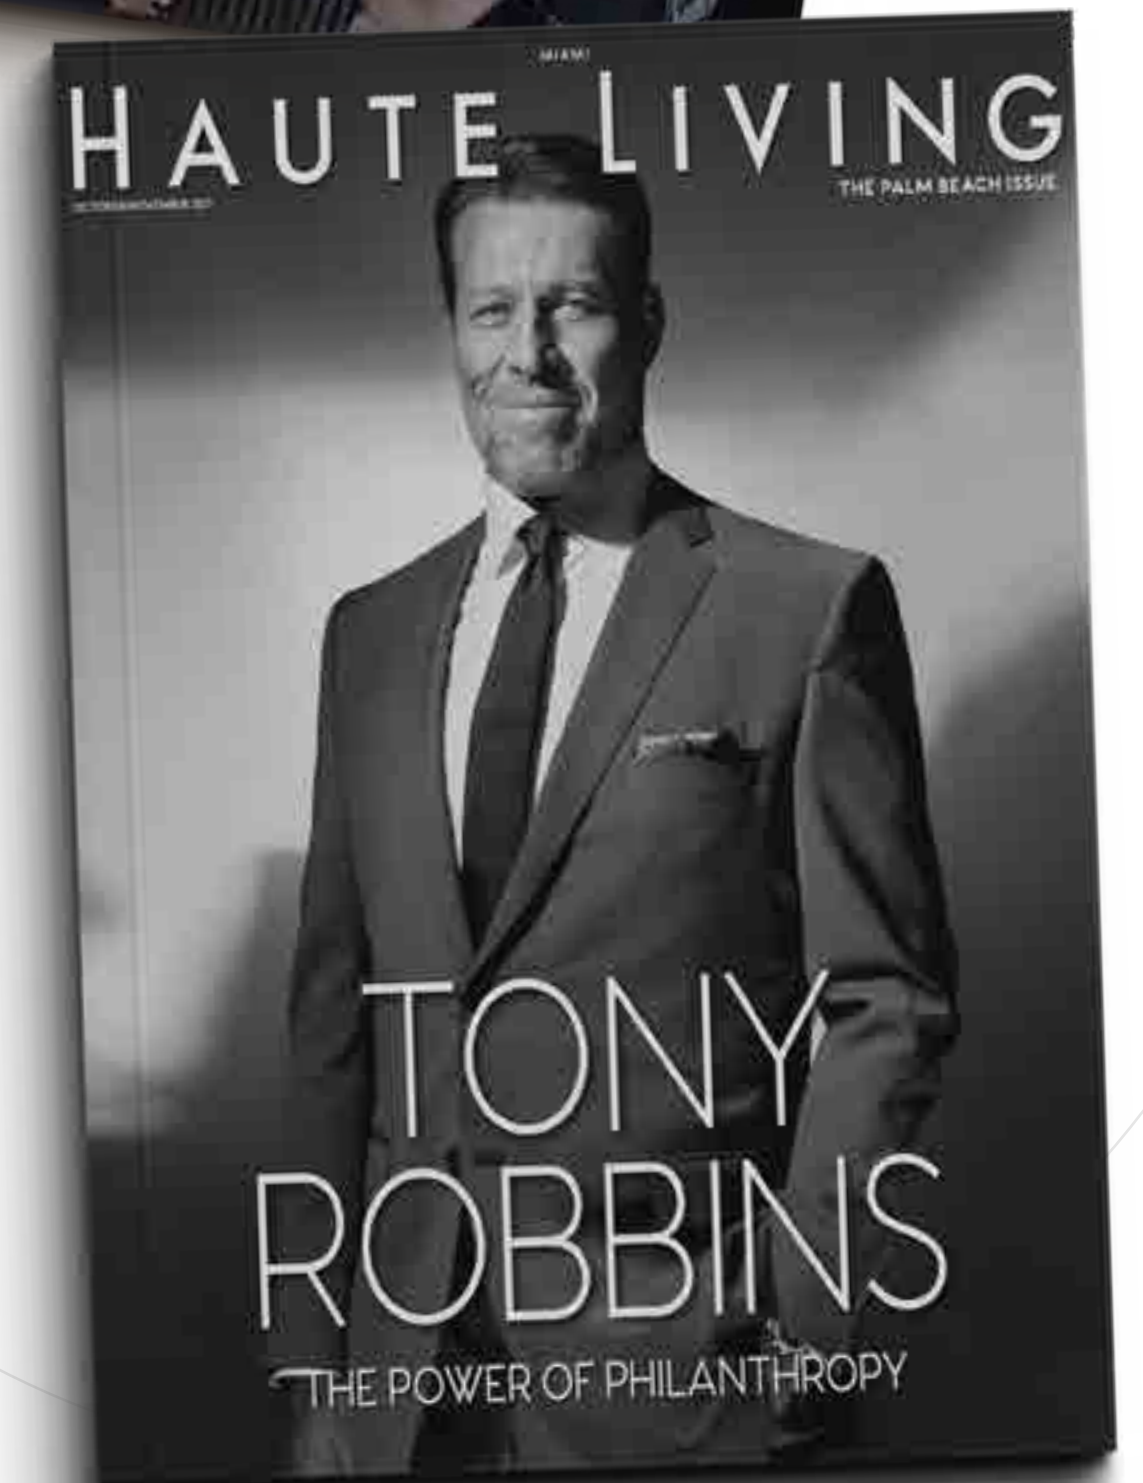 MIAMI
HAUTE LIVING
THE PALM BEACH ISSUE
TONY
ROBBINS
THE POWER OF PHILANTHROPY